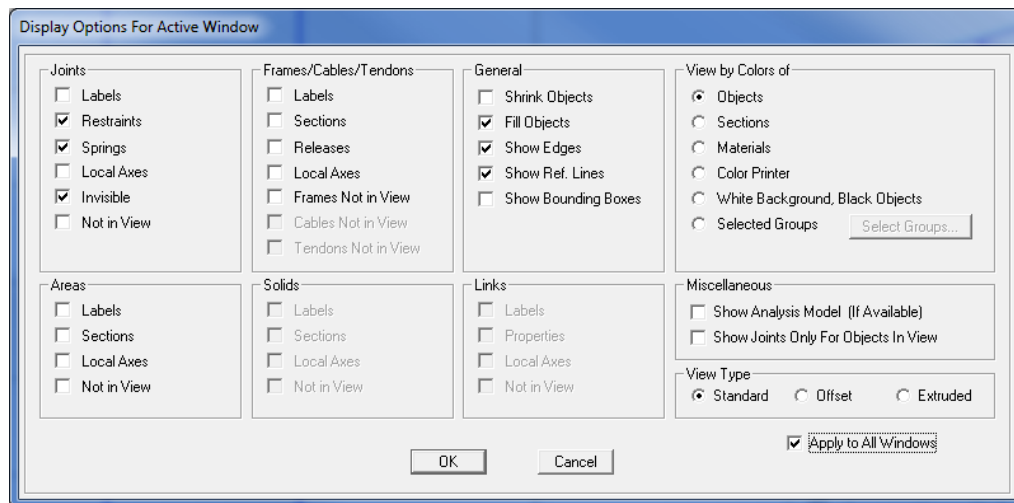 Display Options For Active Window
Joints
Labels
Restraints
Springs
Local Axes
Invisible
Not in View
Frames/Cables/Tendons
Labels
Sections
Releases
Local Axes
Frames Not in View
Cables Not in View
Tendons Not in View
General
Shrink Objects
Fill Objects
Show Edges
Show Ref. Lines
Show Bounding Boxes
View by Colors of
Objects
Sections
Materials
Color Printer
White Background, Black Objects
Selected Groups
Select Groups...
Areas
Labels
Sections
Local Axes
Not in View
Solids
Labels
Sections
Local Axes
Not in View
Links
Labels
Properties
Local Axes
Not in View
Miscellaneous
Show Analysis Model (If Available)
Show Joints Only For Objects In View
View Type
Standard
Offset
Extruded
Apply to All Windows
OK
Cancel